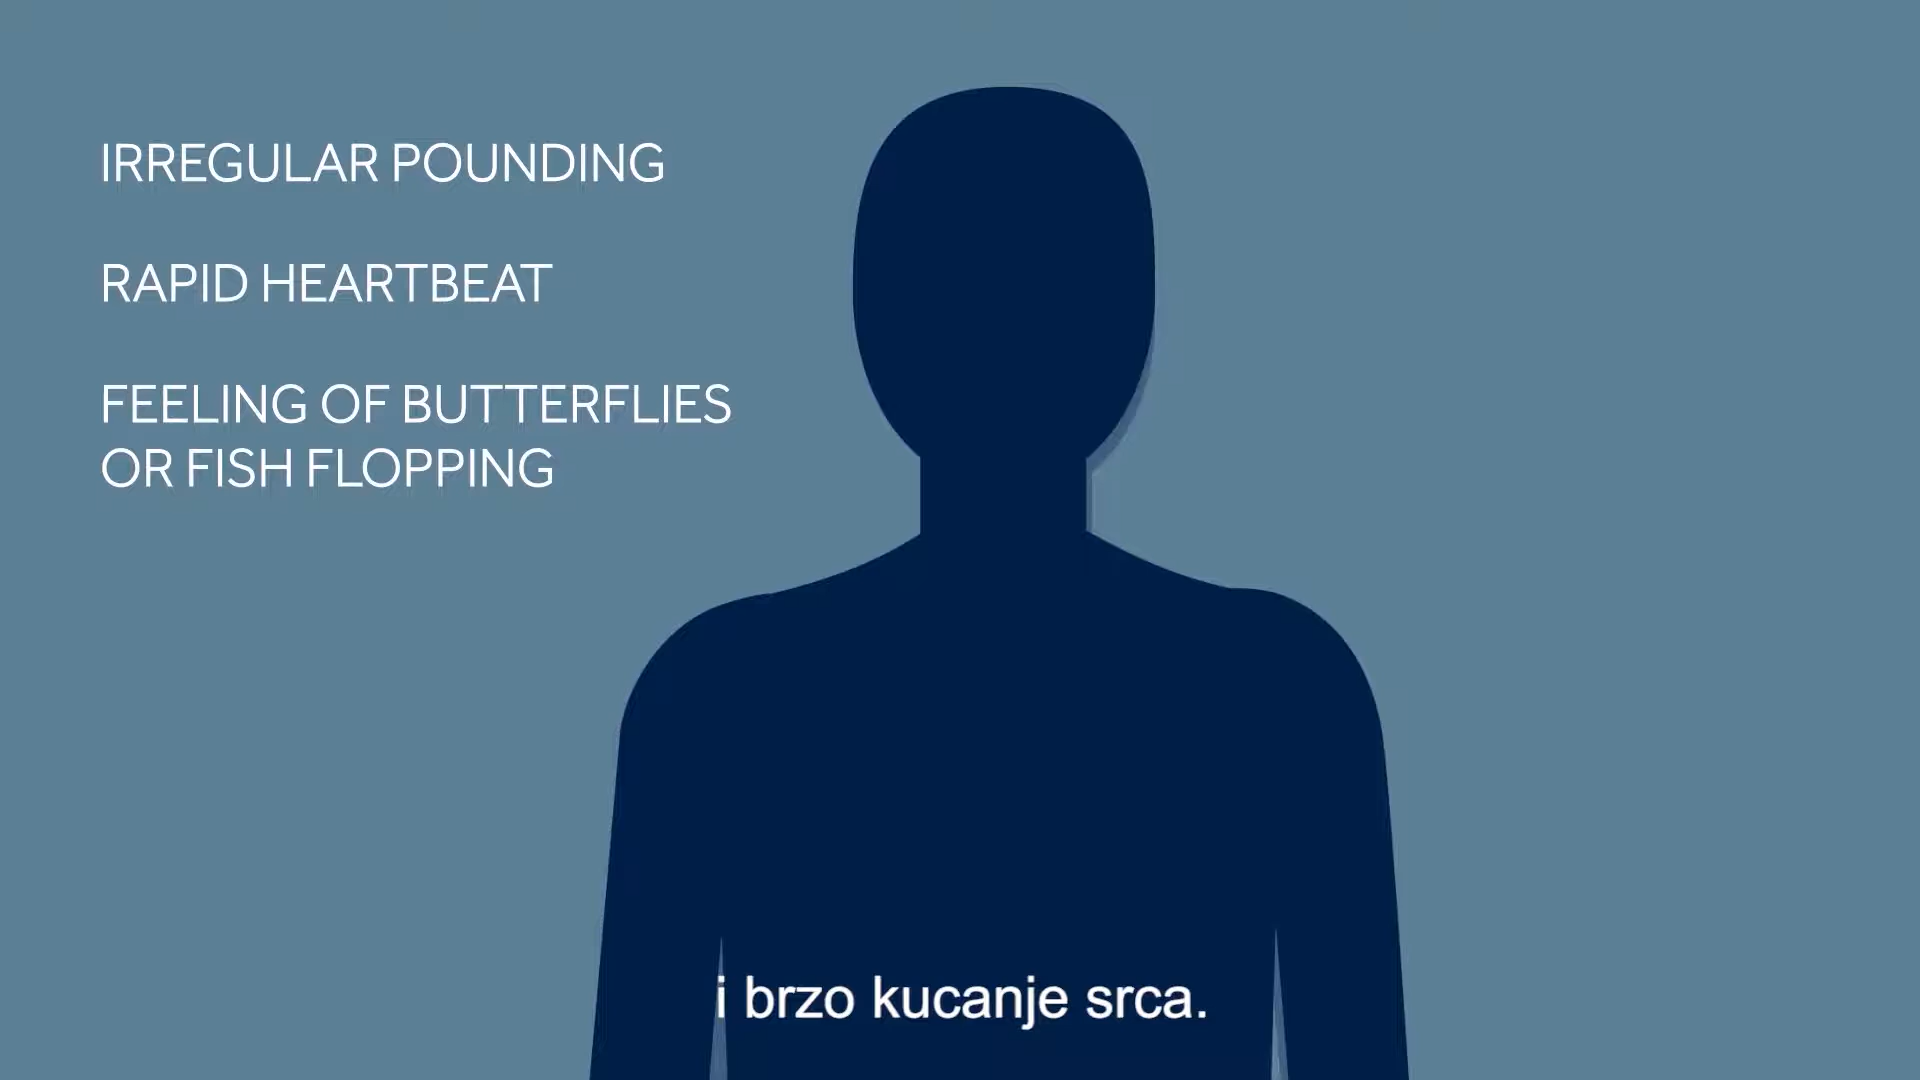 IRREGULAR POUNDING
RAPID HEARTBEAT
FEELING OF BUTTERFLIES
OR FISH FLOPPING
i brzo kucanje srca.